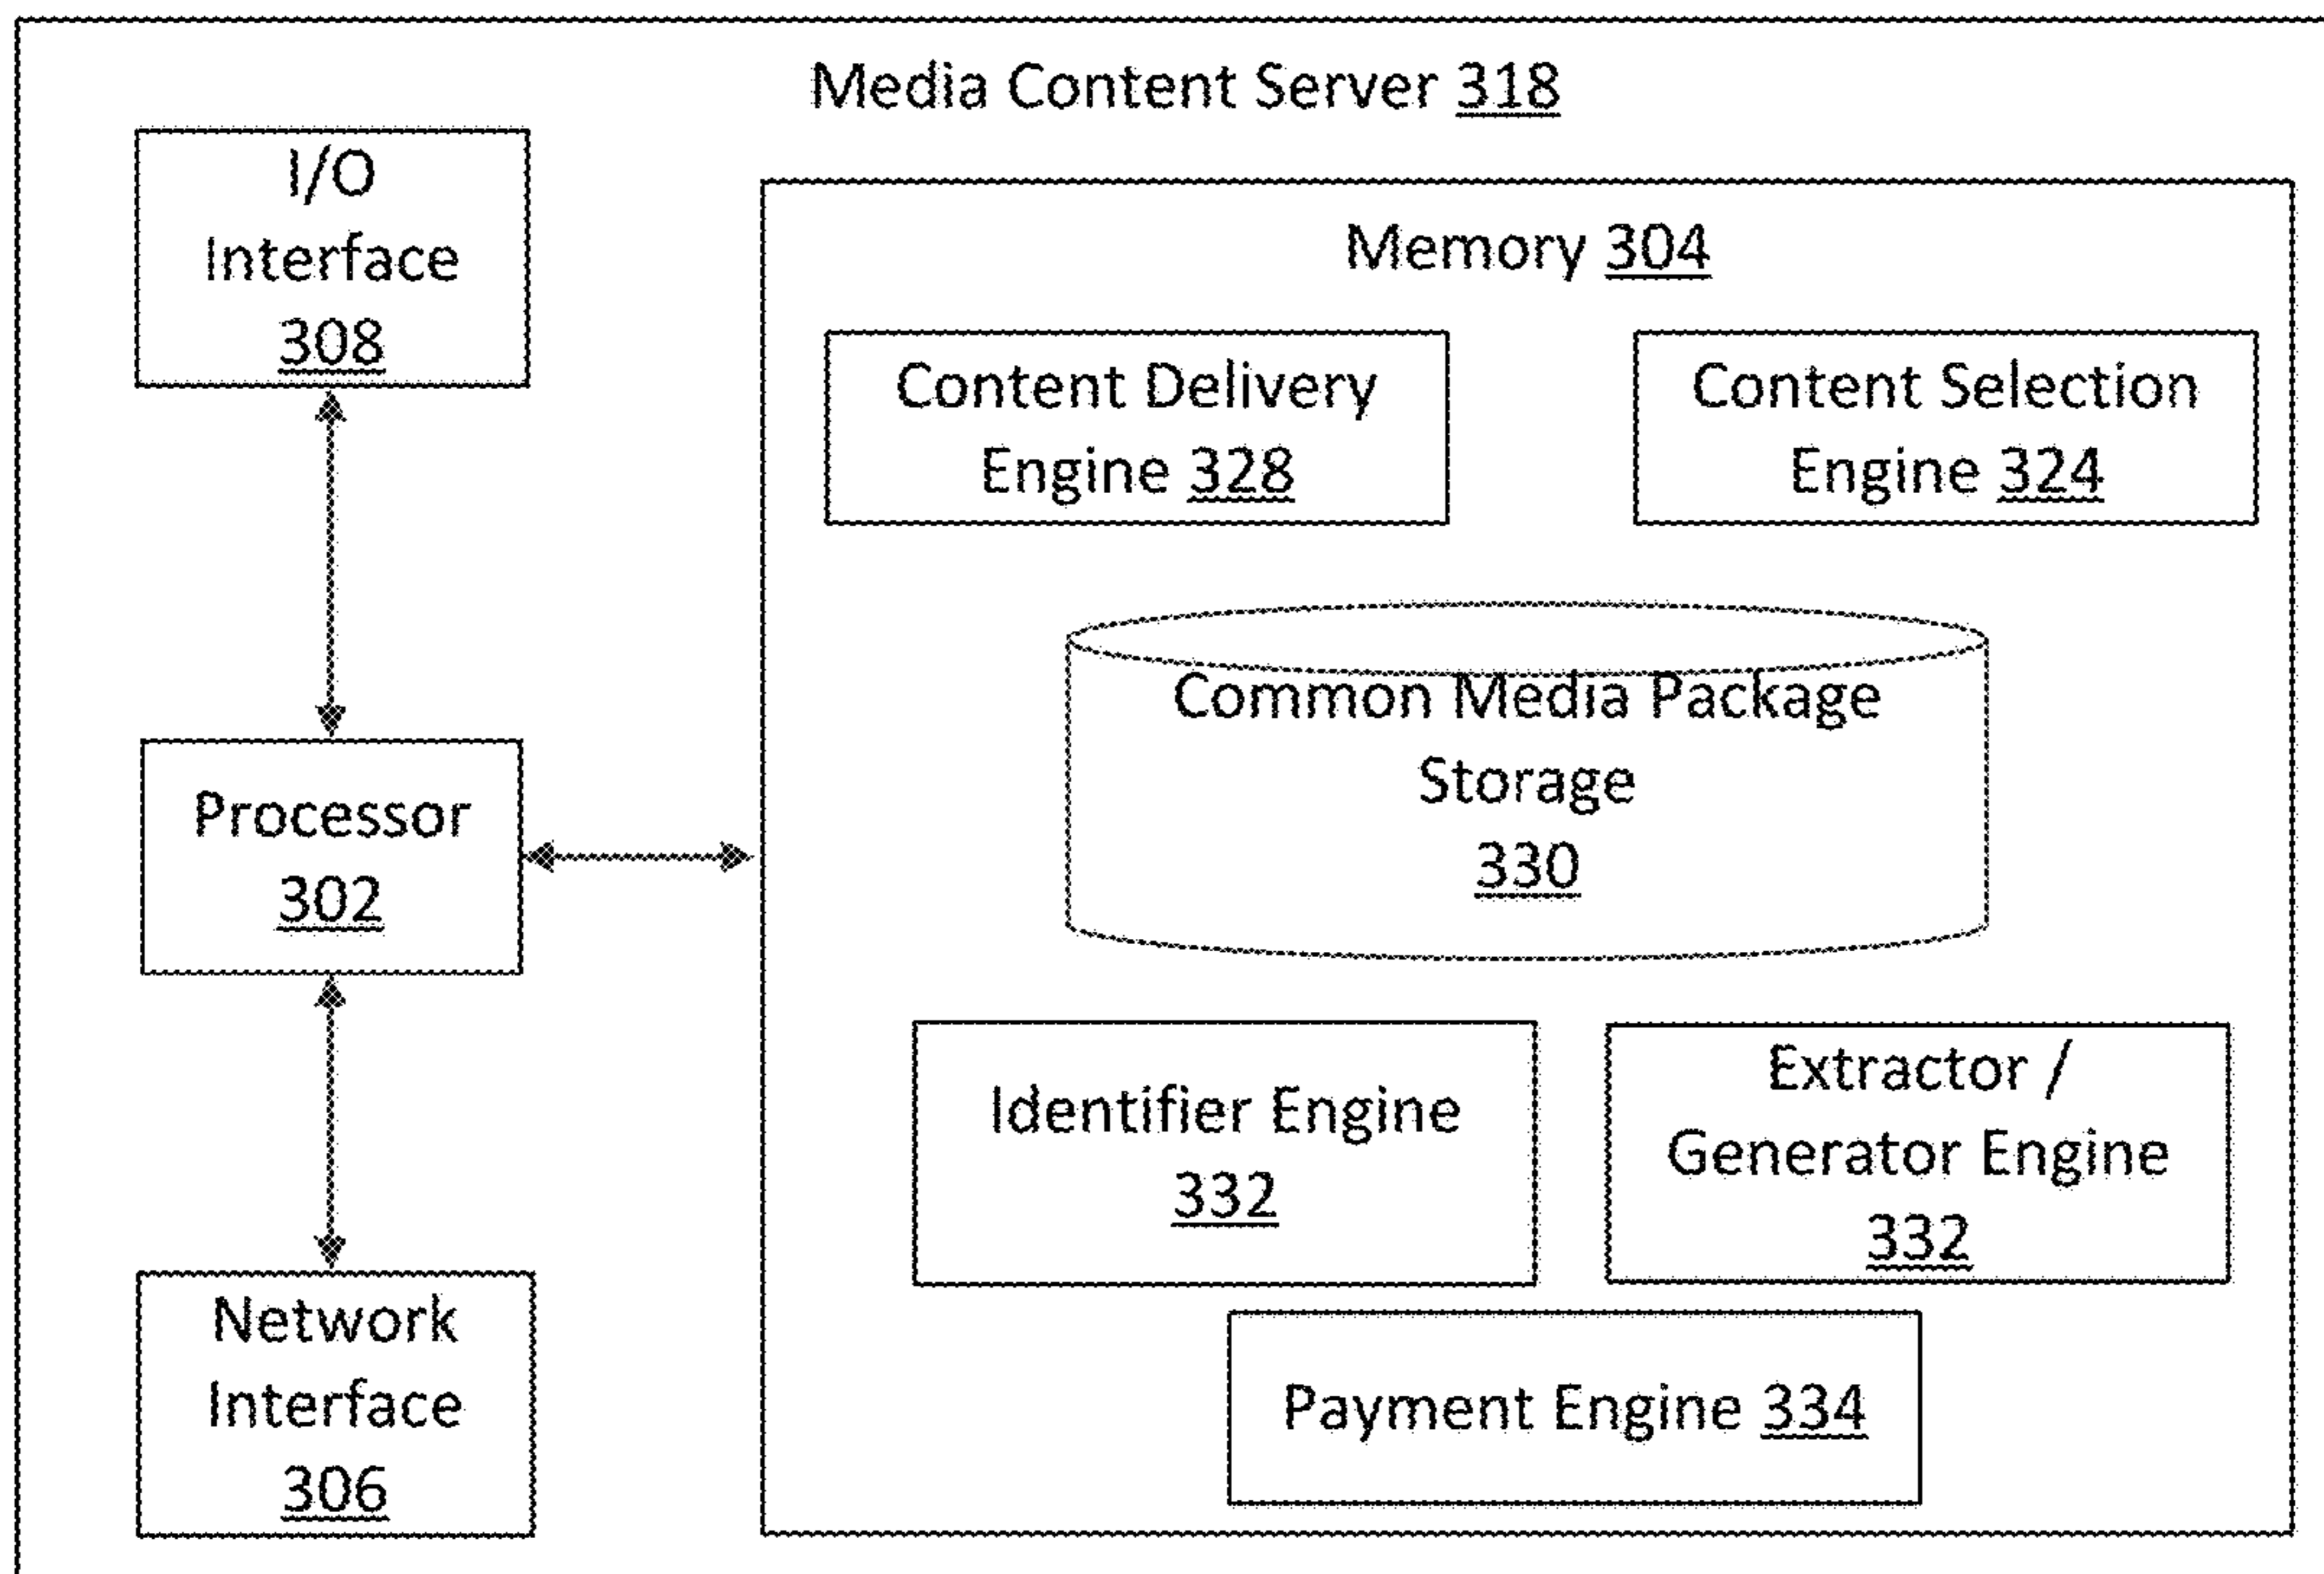 Media Content Server 318
I/O
Interface
308
Processor
302
Network
Interface
306
Memory 304
Content Delivery
Engine 328
Content Selection
Engine 324
Common Media Package
Storage
330
Identifier Engine
332
Extractor /
Generator Engine
332
Payment Engine 334